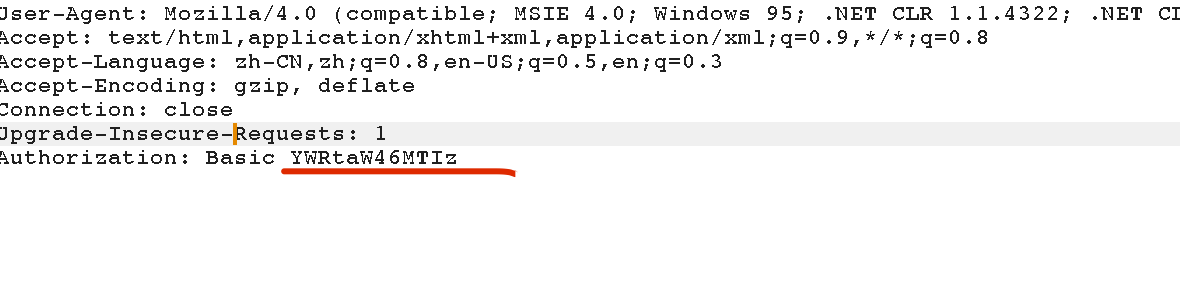 User-Agent: Mozilla/4.0 (compatible; MSIE 4.0; Windows 95; .NET CLR 1.1.4322; .NET
Accept: text/html,application/xhtml+xml,application/xml;q=0.9,*/*;q=0.8
Accept-Language: zh-CN,zh;q=0.8,en-US;q=0.5,en;q=0.3
Accept-Encoding: gzip, deflate
Connection: close
Upgrade-Insecure-Requests: 1
Authorization: Basic YWRtaW46MTIz